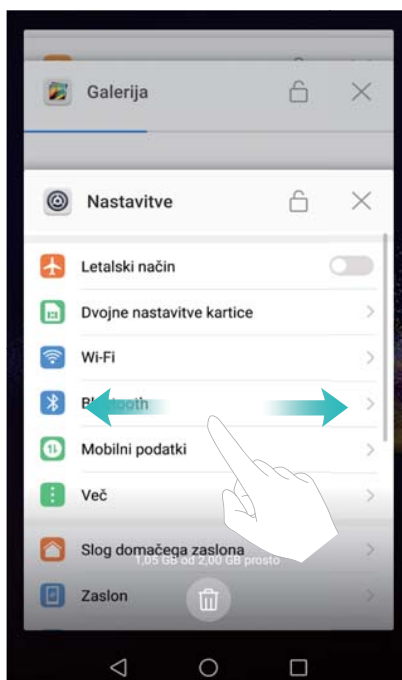 Galerija
Nastavitve
Letalski način
Dvojne nastavitve kartice
Wi-Fi
Bluetooth
Mobilni podatki
Več
Slog domačega zaslona
1,05 GB od 2,00 GB prosto
Zaslon